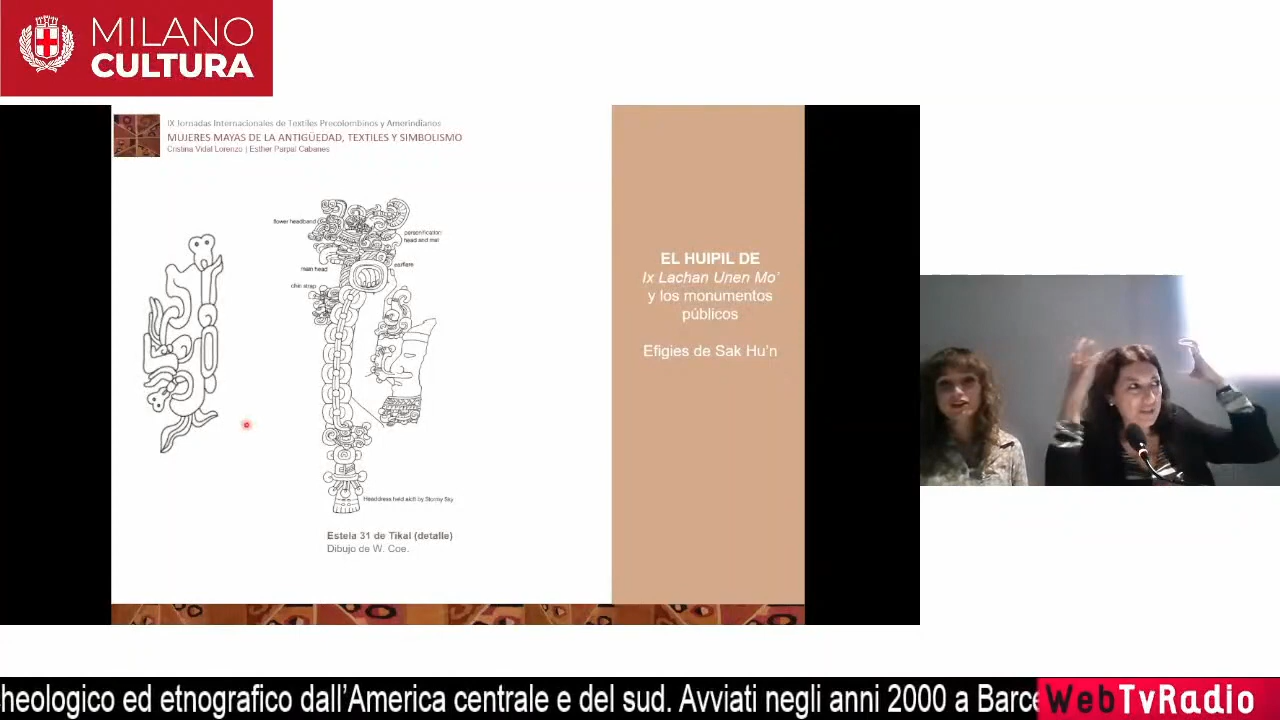 MILANO
CULTURA
IX Jornadas Internacionales de Textiles Precolombinos y Amerindianos
MUJERES MAYAS DE LA ANTIGÜEDAD, TEXTILES Y SIMBOLISMO
Cristina Vidal Lorenzo | Esther Parpal Cabanes
flower headband
personification
head and mat
main head
earflare
chin strap
Headdress held aloft by Stormy Sky
Estela 31 de Tikal (detalle)
Dibujo de W. Coe.
EL HUIPIL DE
Ix Lachan Unen Mo'
y los monumentos
públicos
Efigies de Sak Hu'n
heologico ed etnografico dall'America centrale e del sud. Avviati negli anni 2000 a Barce
WebTvRadio